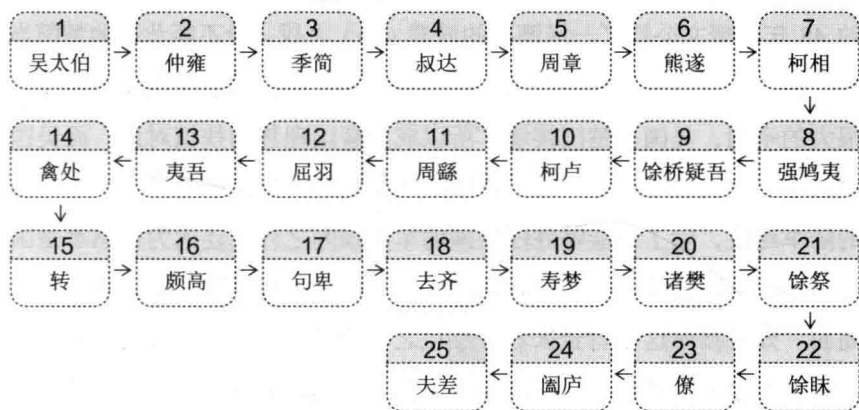 1 2 3 4 5 6 7
吴太伯 仲雍 季简 叔达 周章 熊遂 柯相
14 13 12 11 10 9 8
禽处 夷吾 屈羽 周繇 柯卢 馀桥疑吾 强鸠夷
15 16 17 18 19 20 21
转 颇高 句卑 去齐 寿梦 诸樊 馀祭
25 24 23 22
夫差 阖庐 僚 馀眛